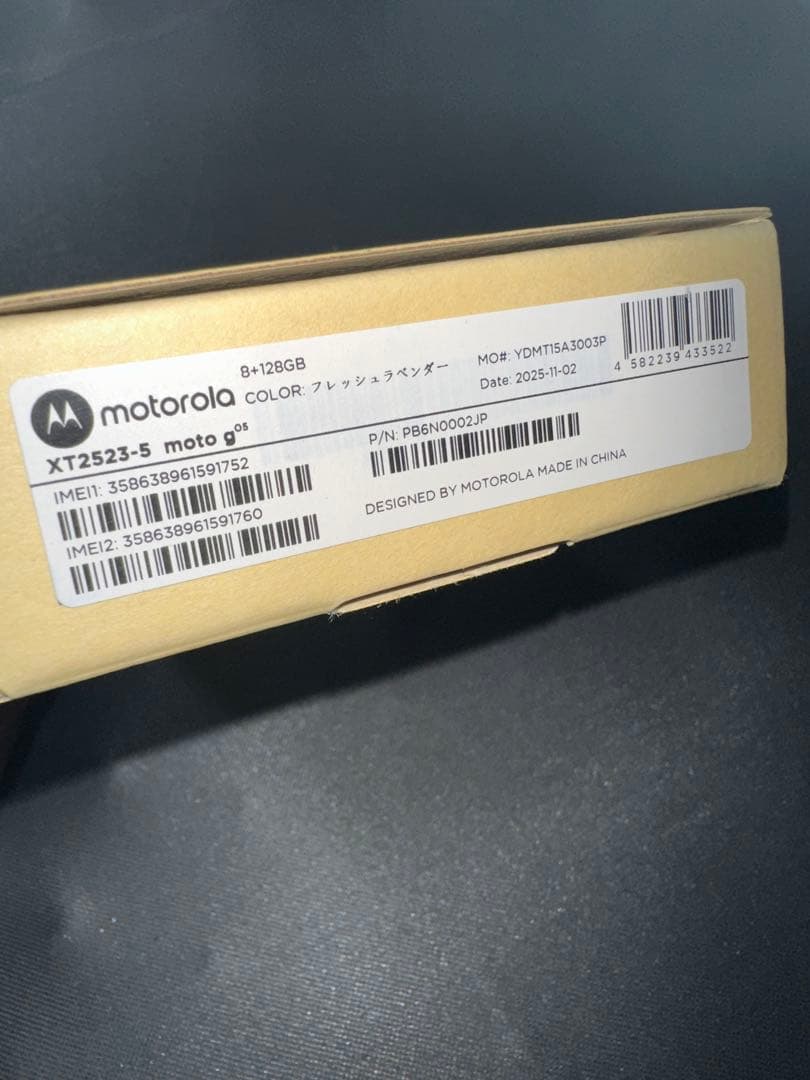 8+128GB
motorola
COLOR: フレッシュラベンダー
MO#: YDMT15A3003P
Date: 2025-11-02
4 582239 433522
XT2523-5 moto g05
IMEI1: 358638961591752
IMEI2: 358638961591760
P/N: PB6N0002JP
DESIGNED BY MOTOROLA MADE IN CHINA